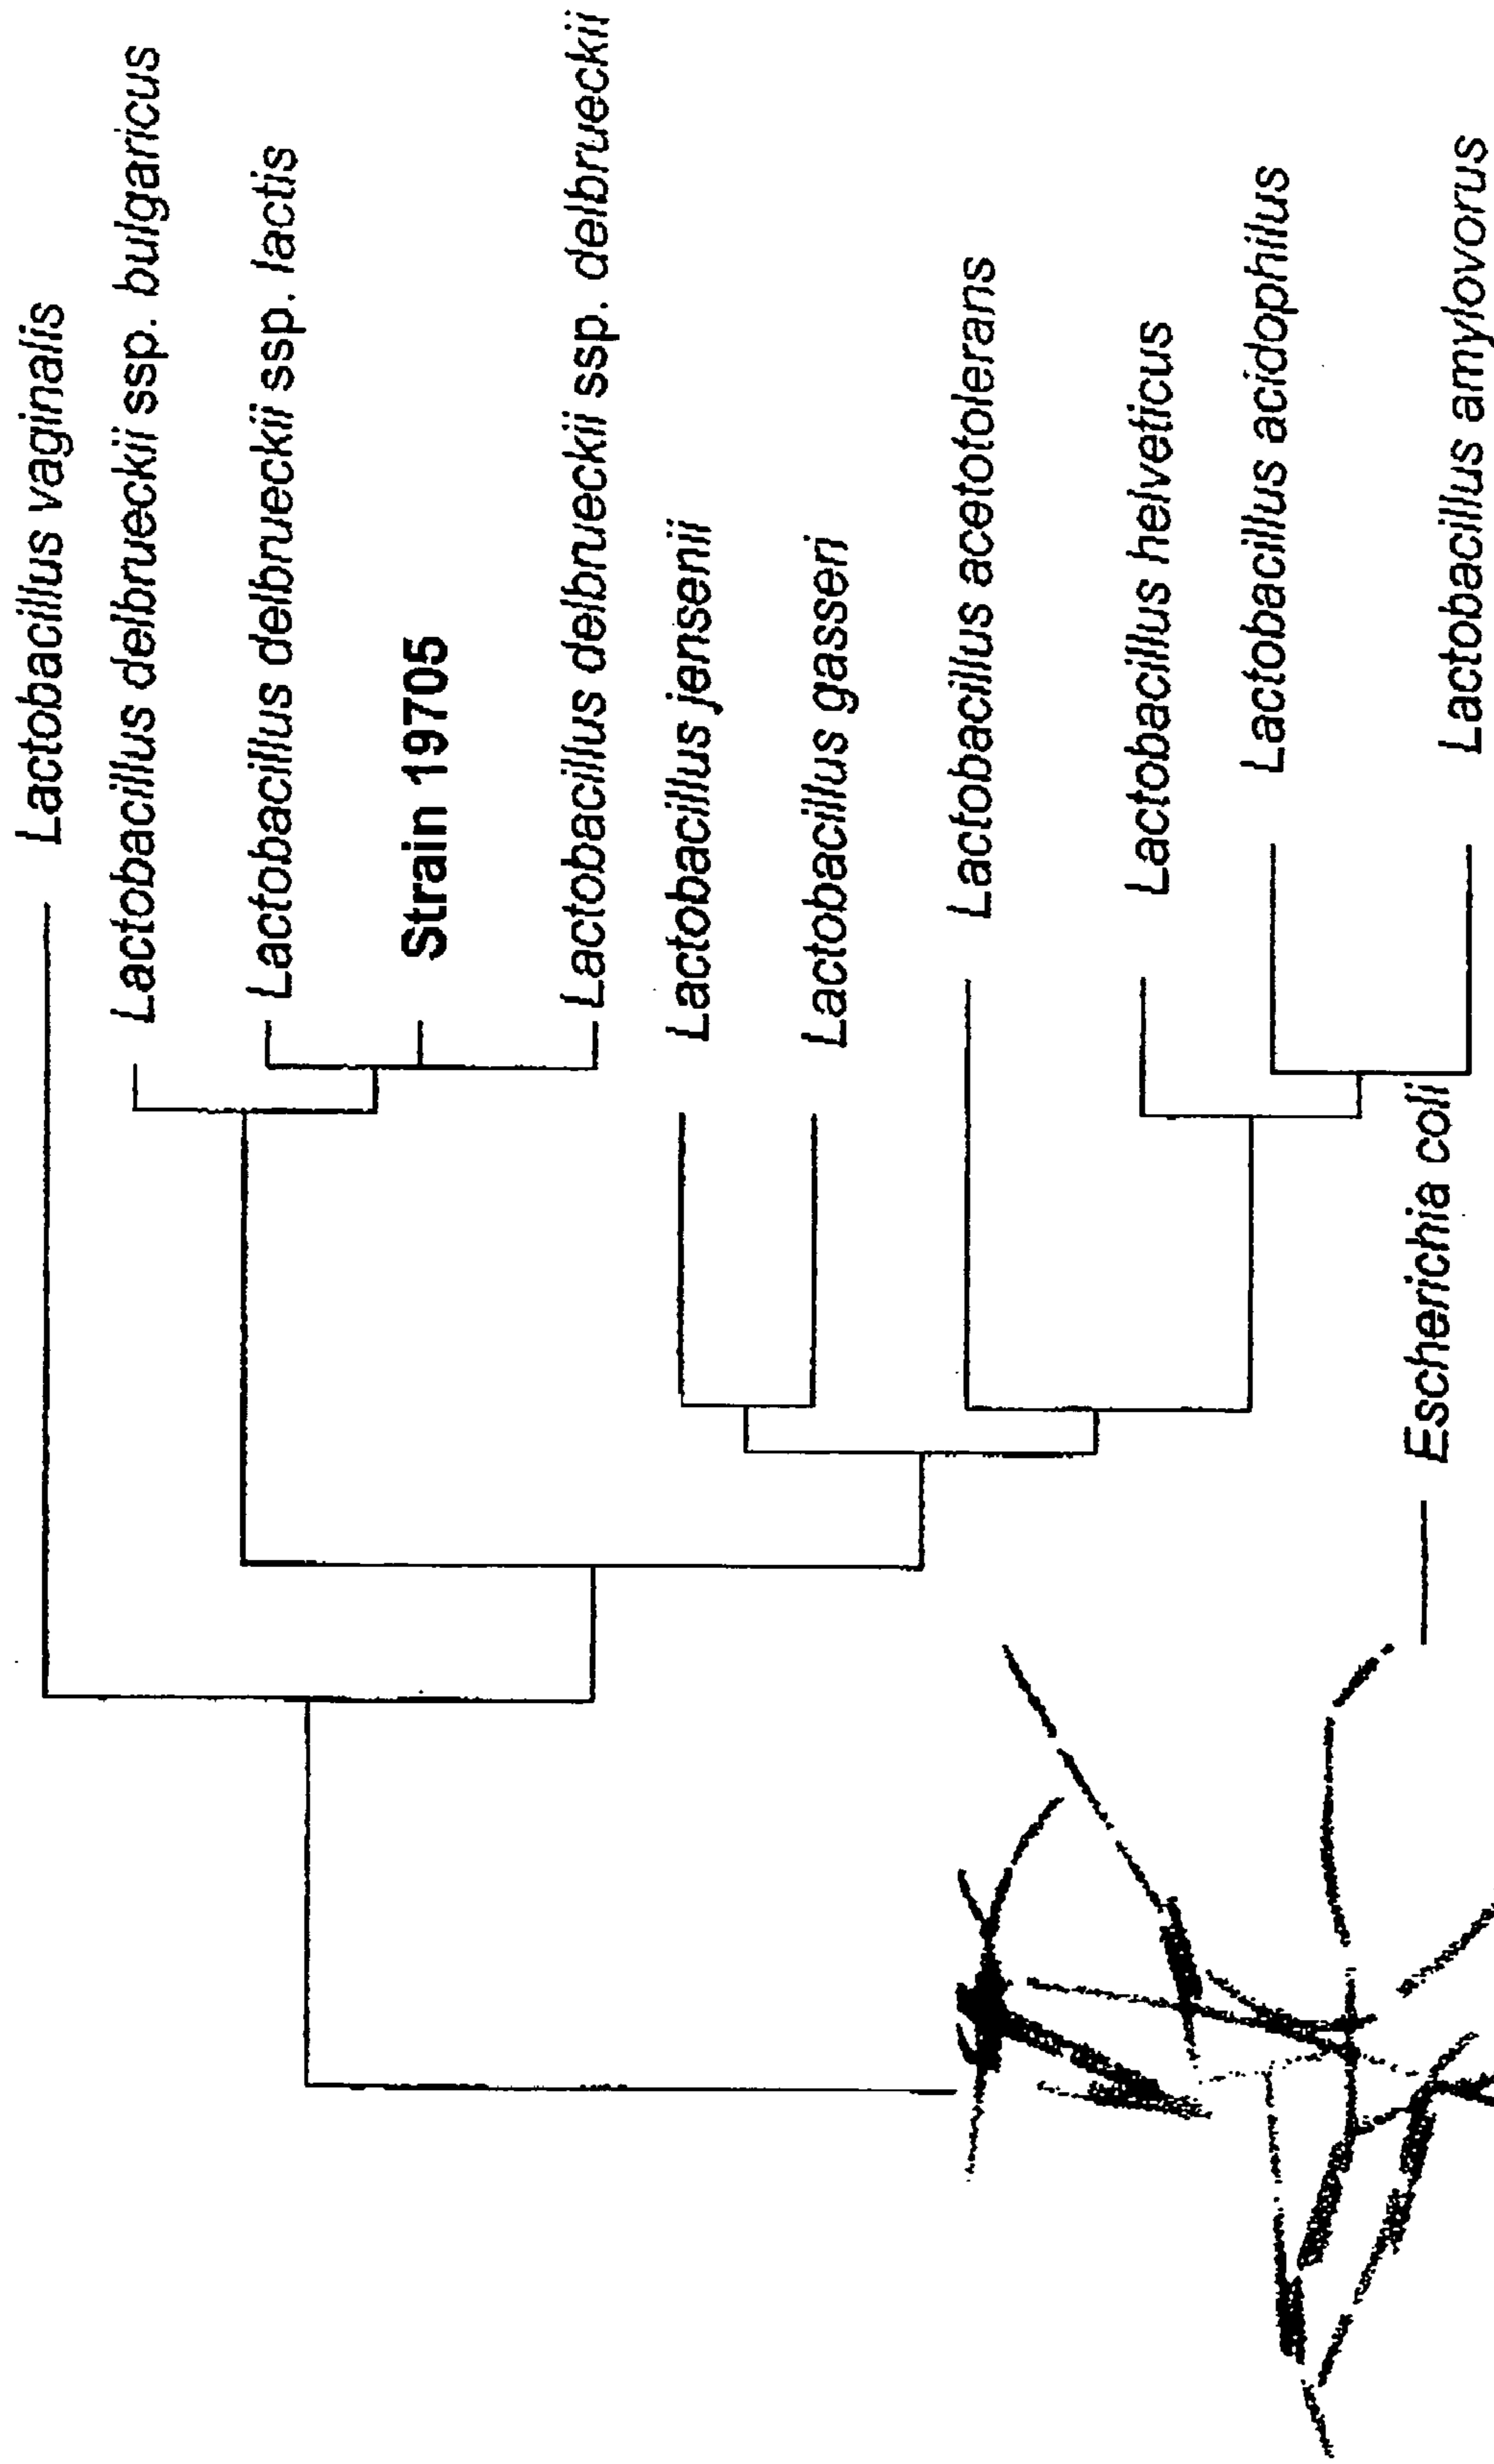 Lactobacillus vaginalis
Lactobacillus delbrueckii ssp. bulgaricus
Lactobacillus delbrueckii ssp. lactis
Strain 19705
Lactobacillus delbrueckii ssp. delbrueckii
Lactobacillus jensenii
Lactobacillus gasseri
Lactobacillus acetotolerans
Lactobacillus helveticus
Lactobacillus acidophilus
Lactobacillus amylovorus
Escherichia coli